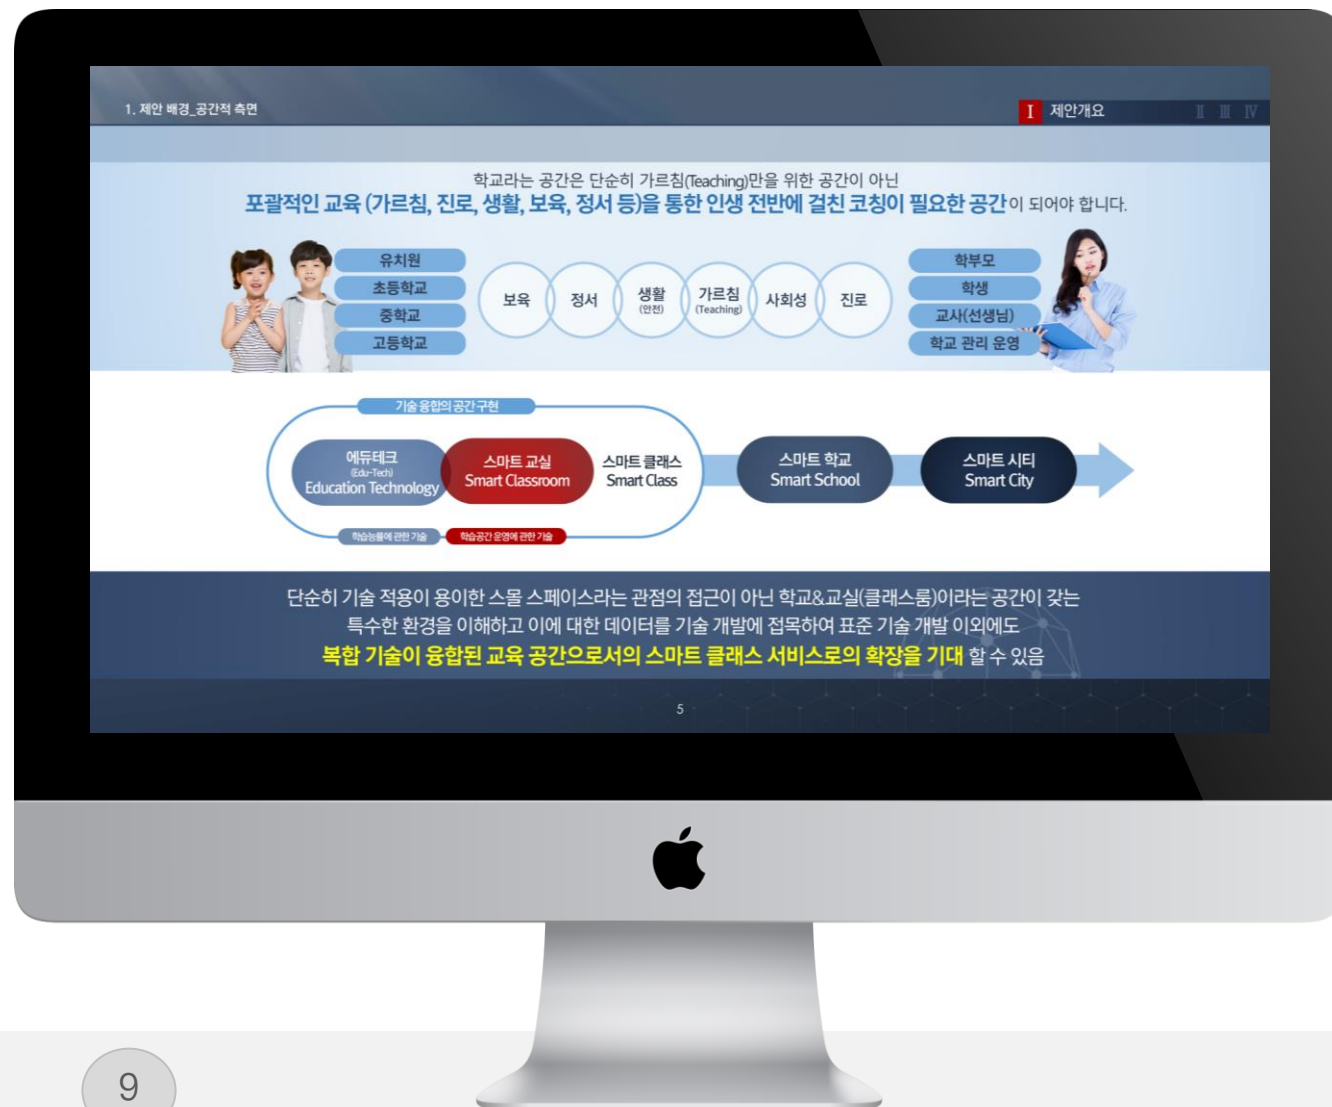 1. 제안 배경_공간적 측면
I 제안개요 II III IV
학교라는 공간은 단순히 가르침(Teaching)만을 위한 공간이 아닌
포괄적인 교육 (가르침, 진로, 생활, 보육, 정서 등)을 통한 인생 전반에 걸친 코칭이 필요한 공간이 되어야 합니다.
유치원
초등학교
중학교
고등학교
보육
정서
생활
(안전)
가르침
(Teaching)
사회성
진로
학부모
학생
교사(선생님)
학교 관리 운영
기술 융합의 공간 구현
에듀테크
(Edu-Tech)
Education Technology
스마트 교실
Smart Classroom
스마트 클래스
Smart Class
스마트 학교
Smart School
스마트 시티
Smart City
학습능률에 관한 기술
학습공간 운영에 관한 기술
단순히 기술 적용이 용이한 스몰 스페이스라는 관점의 접근이 아닌 학교&교실(클래스룸)이라는 공간이 갖는
특수한 환경을 이해하고 이에 대한 데이터를 기술 개발에 접목하여 표준 기술 개발 이외에도
복합 기술이 융합된 교육 공간으로서의 스마트 클래스 서비스로의 확장을 기대 할 수 있음
5
9